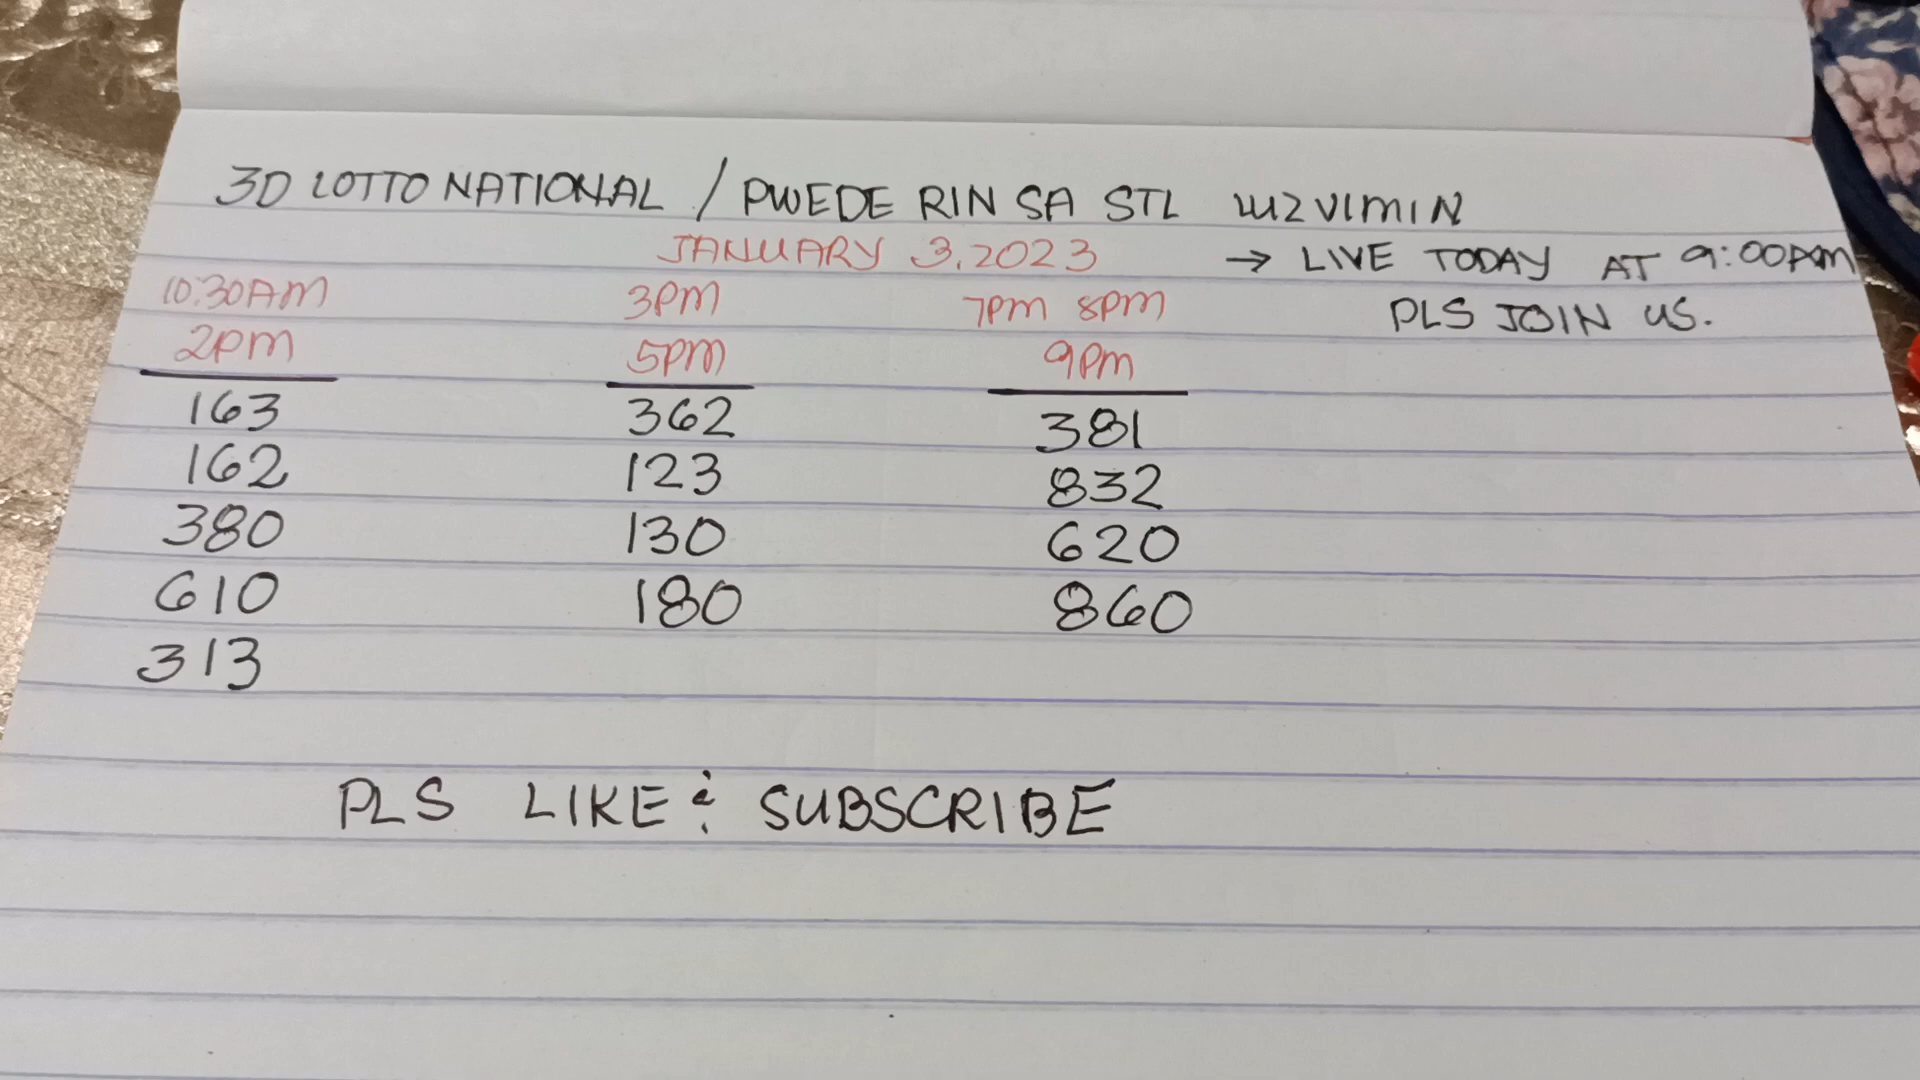 3D LOTTO NATIONAL / PWEDE RIN SA STL LUZVIMIN
JANUARY 3, 2023 → LIVE TODAY AT 9:00AM
10:30AM 3PM 7PM 8PM PLS JOIN US.
2PM 5PM 9PM
163 362 381
162 123 832
380 130 620
610 180 860
313
PLS LIKE & SUBSCRIBE